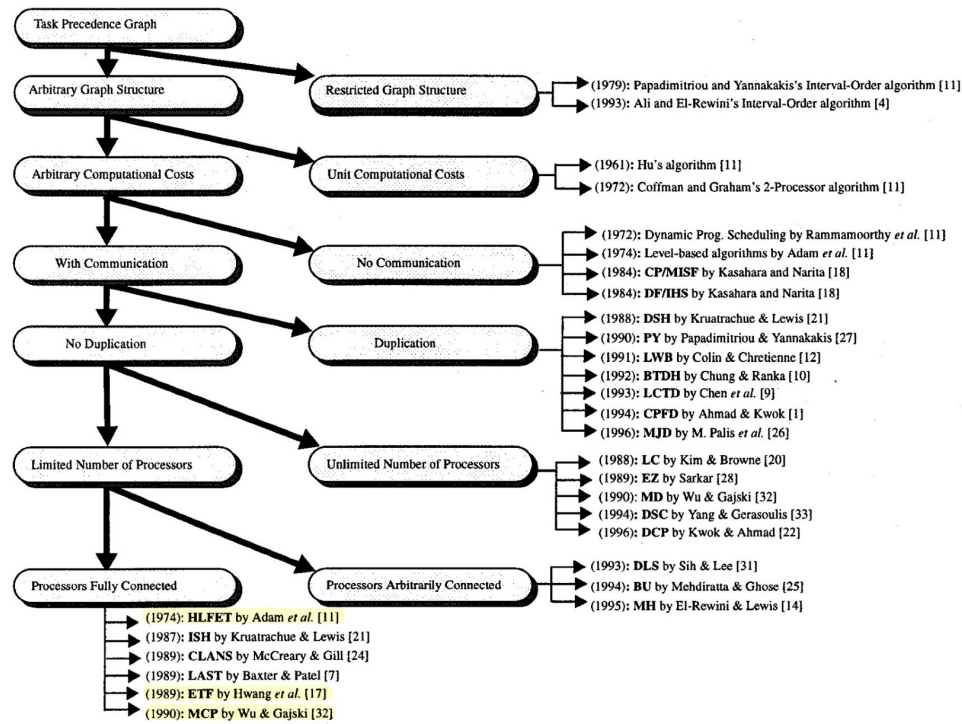 Task Precedence Graph
Arbitrary Graph Structure
Restricted Graph Structure
(1979): Papadimitriou and Yannakakis's Interval-Order algorithm [11]
(1993): Ali and El-Rewini's Interval-Order algorithm [4]
Arbitrary Computational Costs
Unit Computational Costs
(1961): Hu's algorithm [11]
(1972): Coffman and Graham's 2-Processor algorithm [11]
With Communication
No Communication
(1972): Dynamic Prog. Scheduling by Rammamoorthy et al. [11]
(1974): Level-based algorithms by Adam et al. [11]
(1984): CP/MISF by Kasahara and Narita [18]
(1984): DF/IHS by Kasahara and Narita [18]
No Duplication
Duplication
(1988): DSH by Kruatrachue & Lewis [21]
(1990): PY by Papadimitriou & Yannakakis [27]
(1991): LWB by Colin & Chretienne [12]
(1992): BTDH by Chung & Ranka [10]
(1993): LCTD by Chen et al. [9]
(1994): CPFD by Ahmad & Kwok [1]
(1996): MJD by M. Palis et al. [26]
Limited Number of Processors
Unlimited Number of Processors
(1988): LC by Kim & Browne [20]
(1989): EZ by Sarkar [28]
(1990): MD by Wu & Gajski [32]
(1994): DSC by Yang & Gerasoulis [33]
(1996): DCP by Kwok & Ahmad [22]
Processors Fully Connected
Processors Arbitrarily Connected
(1993): DLS by Sih & Lee [31]
(1994): BU by Mehdiratta & Ghose [25]
(1995): MH by El-Rewini & Lewis [14]
(1974): HLFET by Adam et al. [11]
(1987): ISH by Kruatrachue & Lewis [21]
(1989): CLANS by McCreary & Gill [24]
(1989): LAST by Baxter & Patel [7]
(1989): ETF by Hwang et al. [17]
(1990): MCP by Wu & Gajski [32]